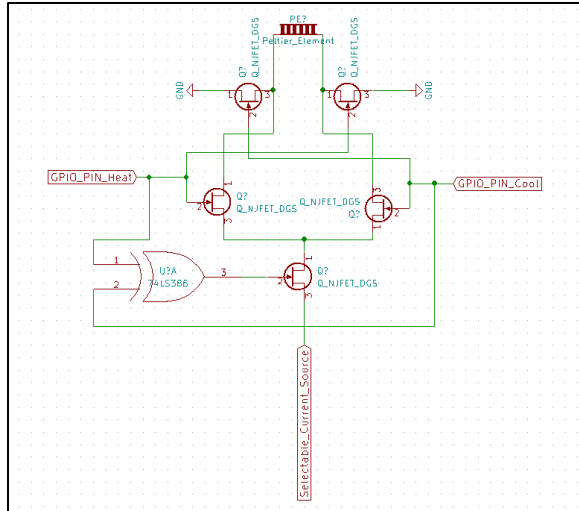 PE?
Peltier_Element
Q_NJFET_DGS
Q?
1
3
2
GND
Q_NJFET_DGS
Q?
Q_NJFET_DGS
1
3
2
GND
GPIO_PIN_Heat
GPIO_PIN_Cool
1
2
3
Q?
Q_NJFET_DGS
Q_NJFET_DGS
Q?
3
2
1
1
2
U?A
74LS386
3
1
2
3
Q?
Q_NJFET_DGS
Selectable_Current_Source